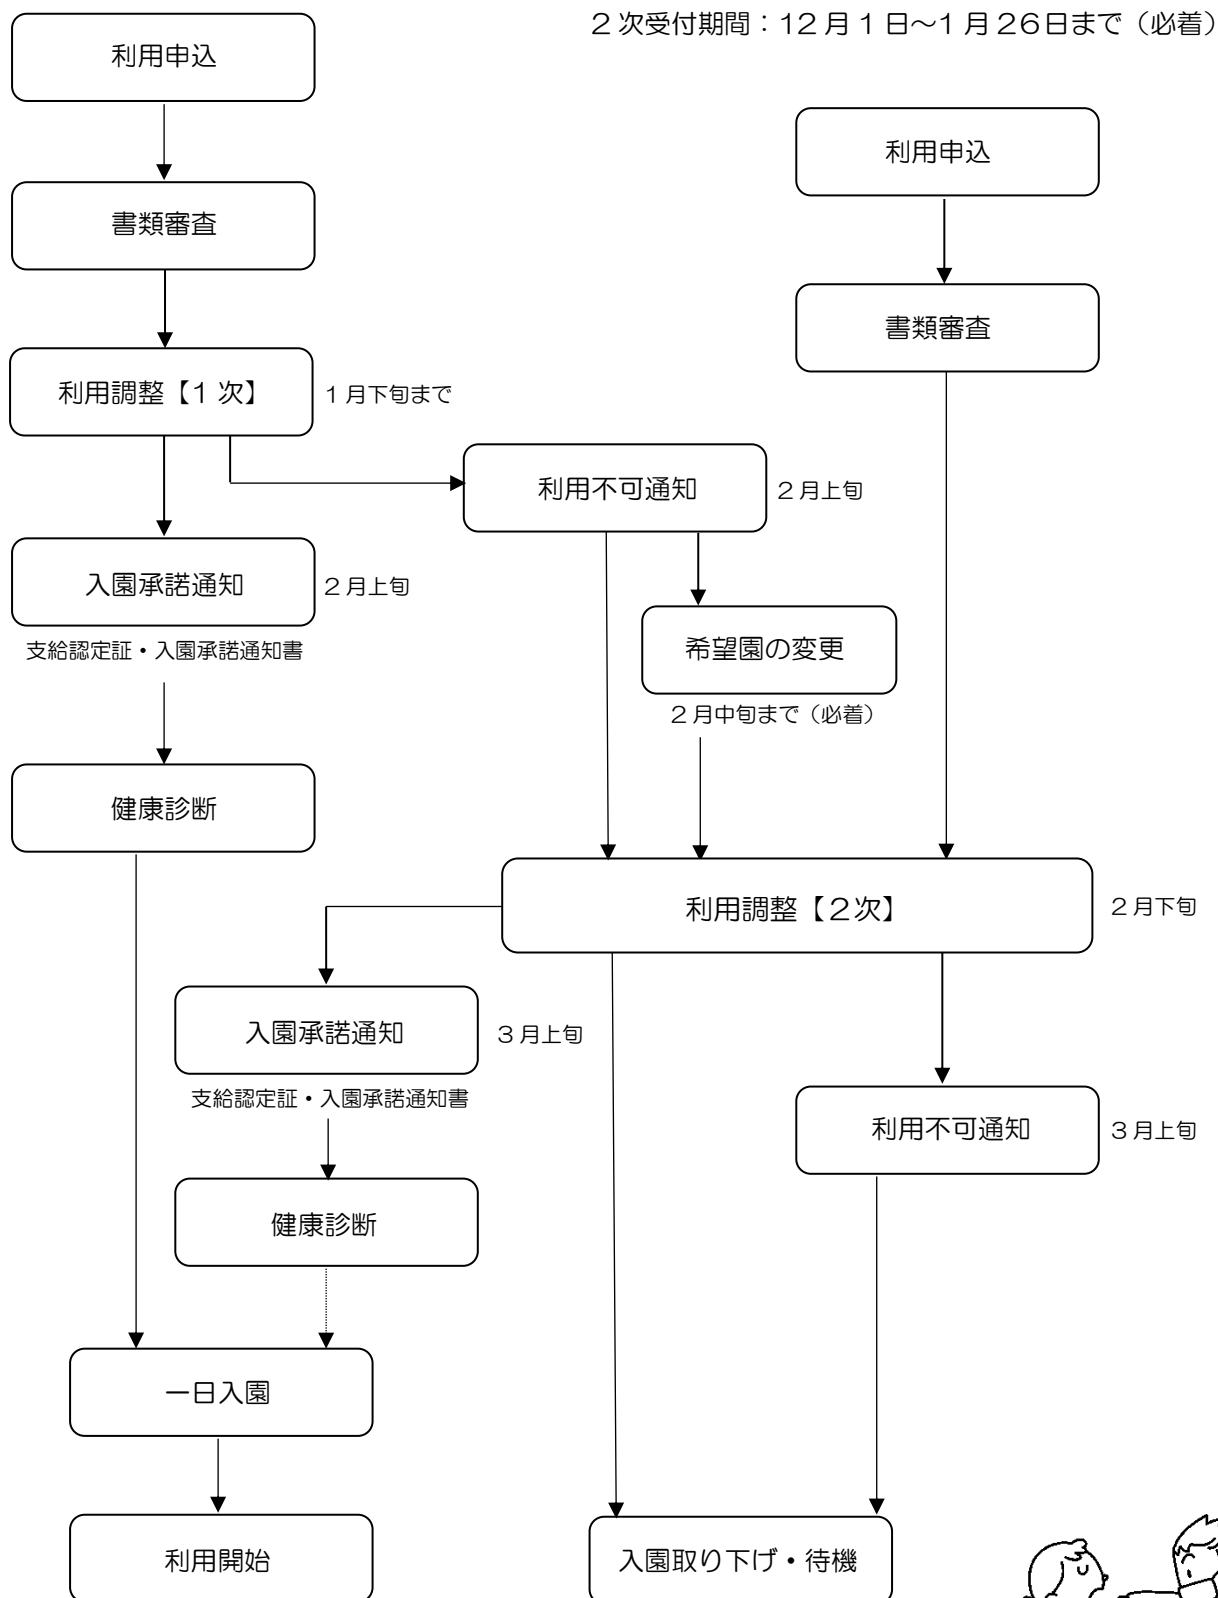 2次受付期間：12月1日～1月26日まで（必着）
利用申込
利用申込
書類審査
書類審査
利用調整【1次】
1月下旬まで
利用不可通知
2月上旬
入園承諾通知
2月上旬
支給認定証・入園承諾通知書
希望園の変更
2月中旬まで（必着）
健康診断
利用調整【2次】
2月下旬
入園承諾通知
3月上旬
支給認定証・入園承諾通知書
利用不可通知
3月上旬
健康診断
一日入園
利用開始
入園取り下げ・待機